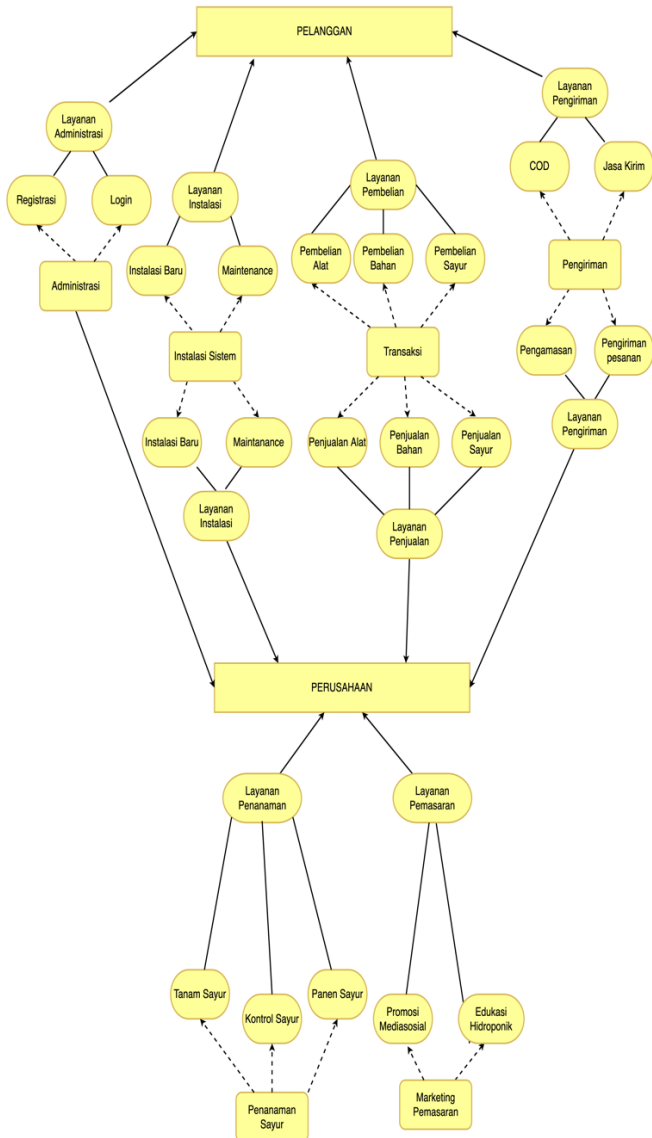 PELANGGAN
Layanan
Administrasi
Registrasi
Login
Administrasi
Layanan
Instalasi
Instalasi Baru
Maintenance
Instalasi Sistem
Instalasi Baru
Maintanance
Layanan
Instalasi
Layanan
Pembelian
Pembelian
Alat
Pembelian
Bahan
Pembelian
Sayur
Transaksi
Penjualan Alat
Penjualan
Bahan
Penjualan
Sayur
Layanan
Penjualan
Layanan
Pengiriman
COD
Jasa Kirim
Pengiriman
Pengamasan
Pengiriman
pesanan
Layanan
Pengiriman
PERUSAHAAN
Layanan
Penanaman
Tanam Sayur
Kontrol Sayur
Panen Sayur
Penanaman
Sayur
Layanan
Pemasaran
Promosi
Mediasosial
Edukasi
Hidroponik
Marketing
Pemasaran